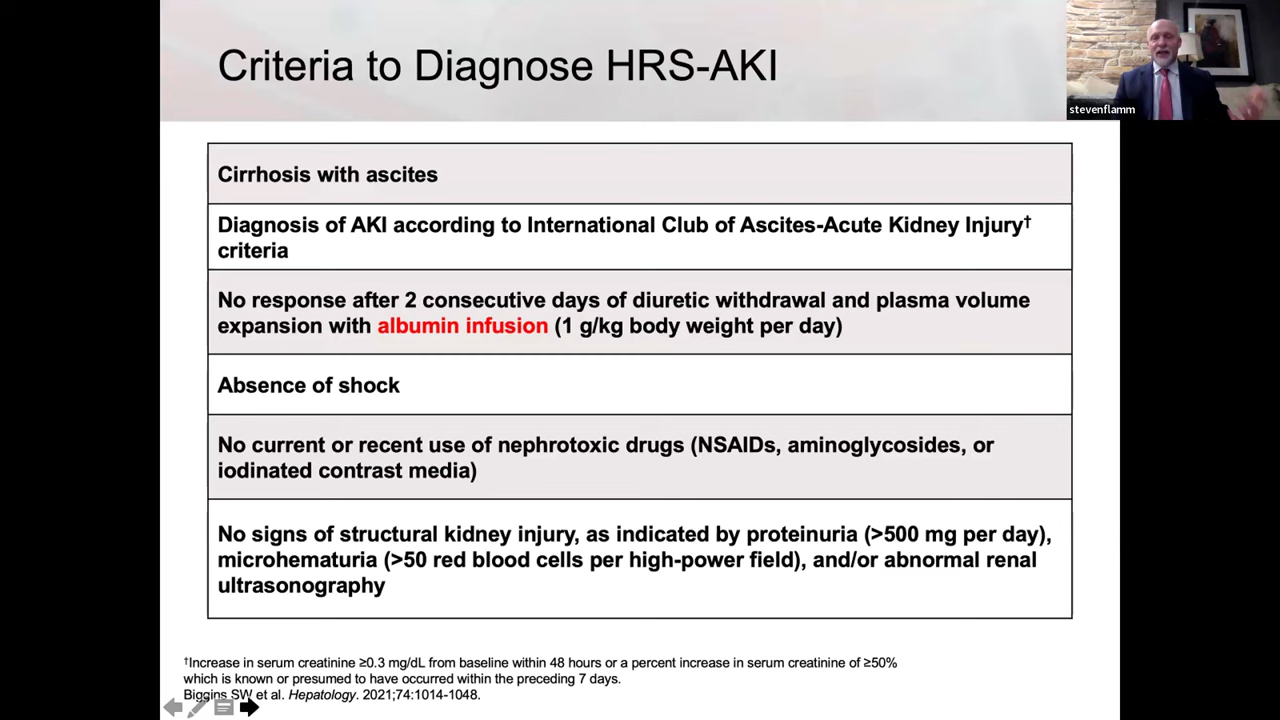 Criteria to Diagnose HRS-AKI
stevenflamm
Cirrhosis with ascites
Diagnosis of AKI according to International Club of Ascites-Acute Kidney Injury†
criteria
No response after 2 consecutive days of diuretic withdrawal and plasma volume
expansion with albumin infusion (1 g/kg body weight per day)
Absence of shock
No current or recent use of nephrotoxic drugs (NSAIDs, aminoglycosides, or
iodinated contrast media)
No signs of structural kidney injury, as indicated by proteinuria (>500 mg per day),
microhematuria (>50 red blood cells per high-power field), and/or abnormal renal
ultrasonography
†Increase in serum creatinine ≥0.3 mg/dL from baseline within 48 hours or a percent increase in serum creatinine of ≥50%
which is known or presumed to have occurred within the preceding 7 days.
Biggins SW et al. Hepatology. 2021;74:1014-1048.